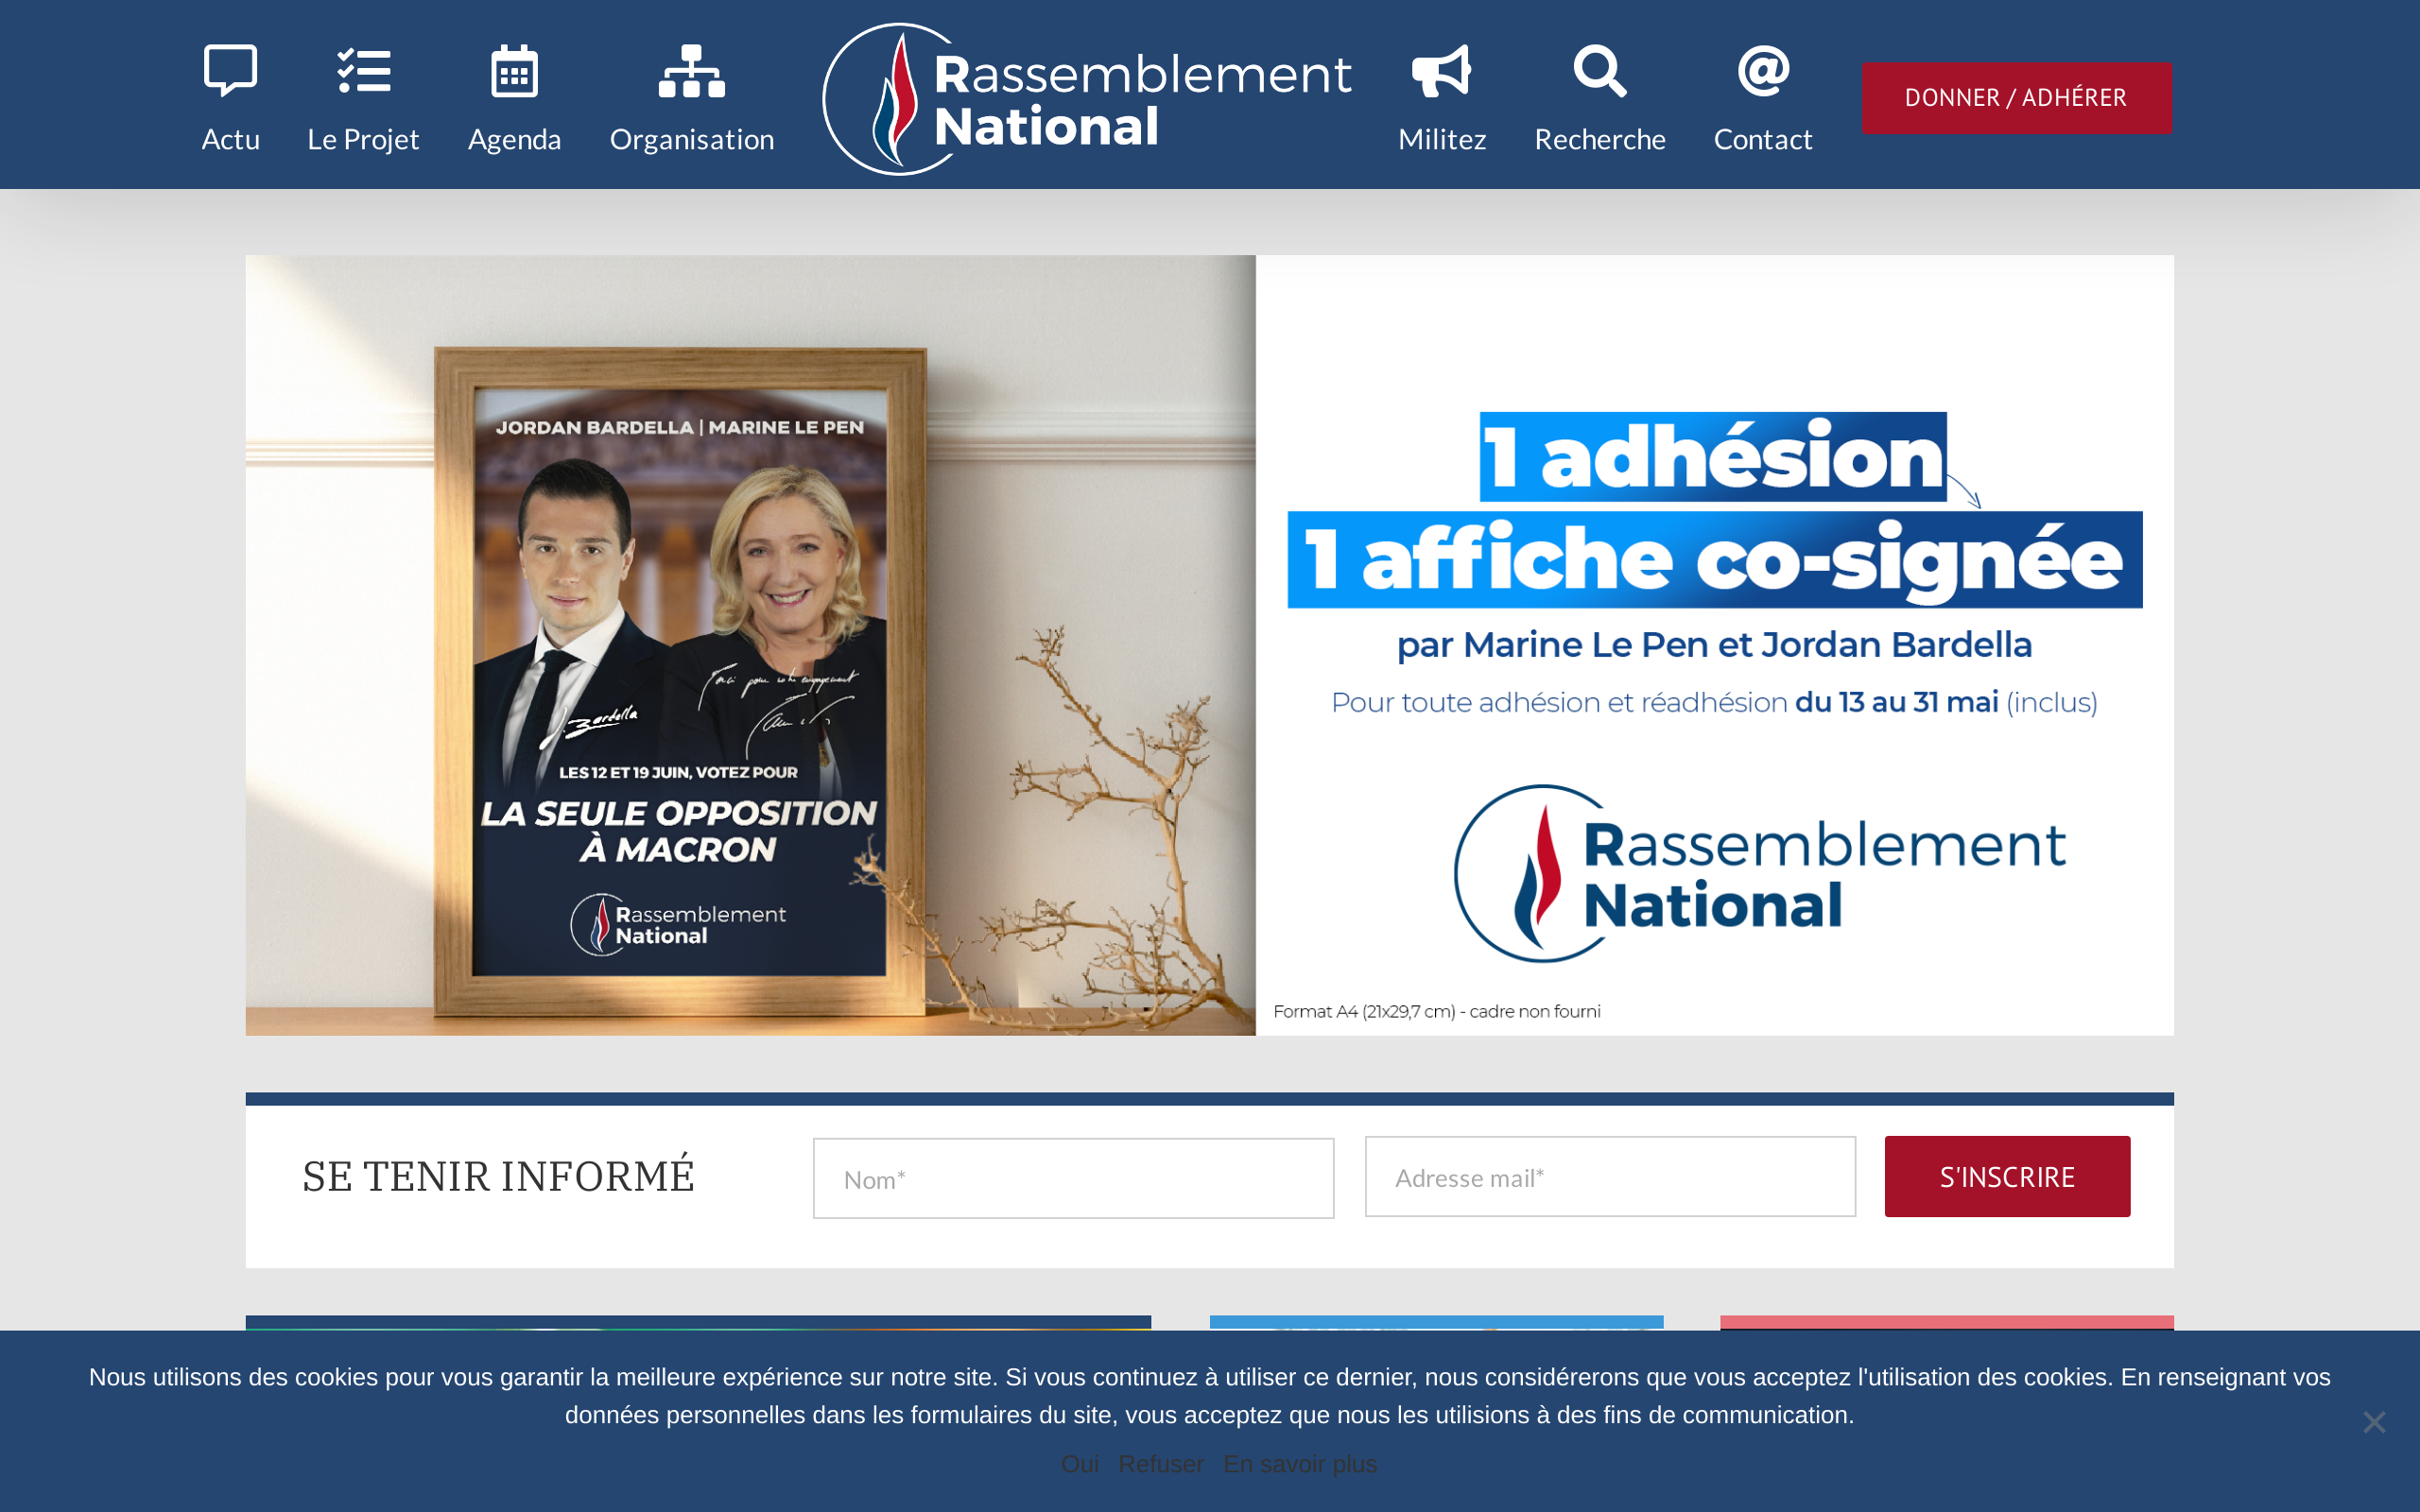 Actu
Le Projet
Agenda
Organisation
Rassemblement
National
Militez
Recherche
Contact
DONNER / ADHÉRER
JORDAN BARDELLA | MARINE LE PEN
J. Bardella
LES 12 ET 19 JUIN, VOTEZ POUR
LA SEULE OPPOSITION
À MACRON
Rassemblement
National
1 adhésion
1 affiche co-signée
par Marine Le Pen et Jordan Bardella
Pour toute adhésion et réadhésion du 13 au 31 mai (inclus)
Rassemblement
National
Format A4 (21x29,7 cm) - cadre non fourni
SE TENIR INFORMÉ
Nom*
Adresse mail*
S'INSCRIRE
Nous utilisons des cookies pour vous garantir la meilleure expérience sur notre site. Si vous continuez à utiliser ce dernier, nous considérerons que vous acceptez l'utilisation des cookies. En renseignant vos
données personnelles dans les formulaires du site, vous acceptez que nous les utilisions à des fins de communication.
Oui Refuser En savoir plus